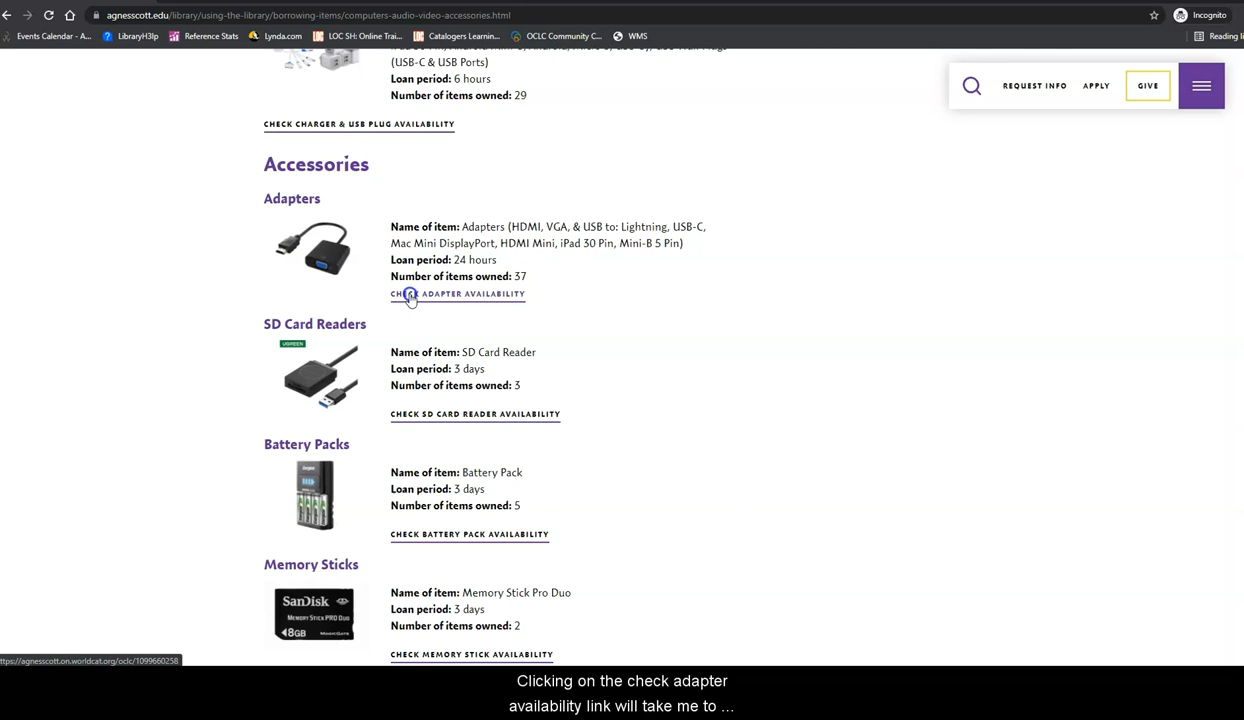 agnesscott.edu/library/using-the-library/borrowing-items/computers-audio-video-accessories.html
Incognito
Events Calendar - A...
LibraryH3lp
Reference Stats
Lynda.com
LOC SH: Online Trai...
Catalogers Learnin...
OCLC Community C...
WMS
Reading li
(USB-C & USB Ports)
Loan period: 6 hours
Number of items owned: 29
REQUEST INFO
APPLY
GIVE
CHECK CHARGER & USB PLUG AVAILABILITY
Accessories
Adapters
Name of item: Adapters (HDMI, VGA, & USB to: Lightning, USB-C,
Mac Mini DisplayPort, HDMI Mini, iPad 30 Pin, Mini-B 5 Pin)
Loan period: 24 hours
Number of items owned: 37
CHECK ADAPTER AVAILABILITY
SD Card Readers
UGREEN
Name of item: SD Card Reader
Loan period: 3 days
Number of items owned: 3
CHECK SD CARD READER AVAILABILITY
Battery Packs
Name of item: Battery Pack
Loan period: 3 days
Number of items owned: 5
CHECK BATTERY PACK AVAILABILITY
Memory Sticks
SanDisk
MEMORY STICK PRO DUO
8GB
MAGICGATE
Name of item: Memory Stick Pro Duo
Loan period: 3 days
Number of items owned: 2
CHECK MEMORY STICK AVAILABILITY
ttps://agnesscott.on.worldcat.org/oclc/1099660258
Clicking on the check adapter
availability link will take me to ...